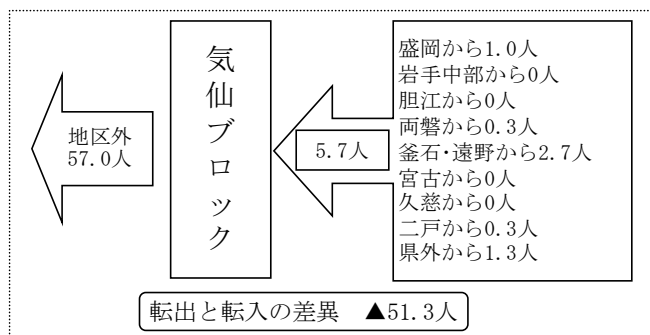 地区外
57.0人
気仙ブロック
5.7人
盛岡から1.0人
岩手中部から0人
胆江から0人
両磐から0.3人
釜石・遠野から2.7人
宮古から0人
久慈から0人
二戸から0.3人
県外から1.3人
転出と転入の差異　▲51.3人